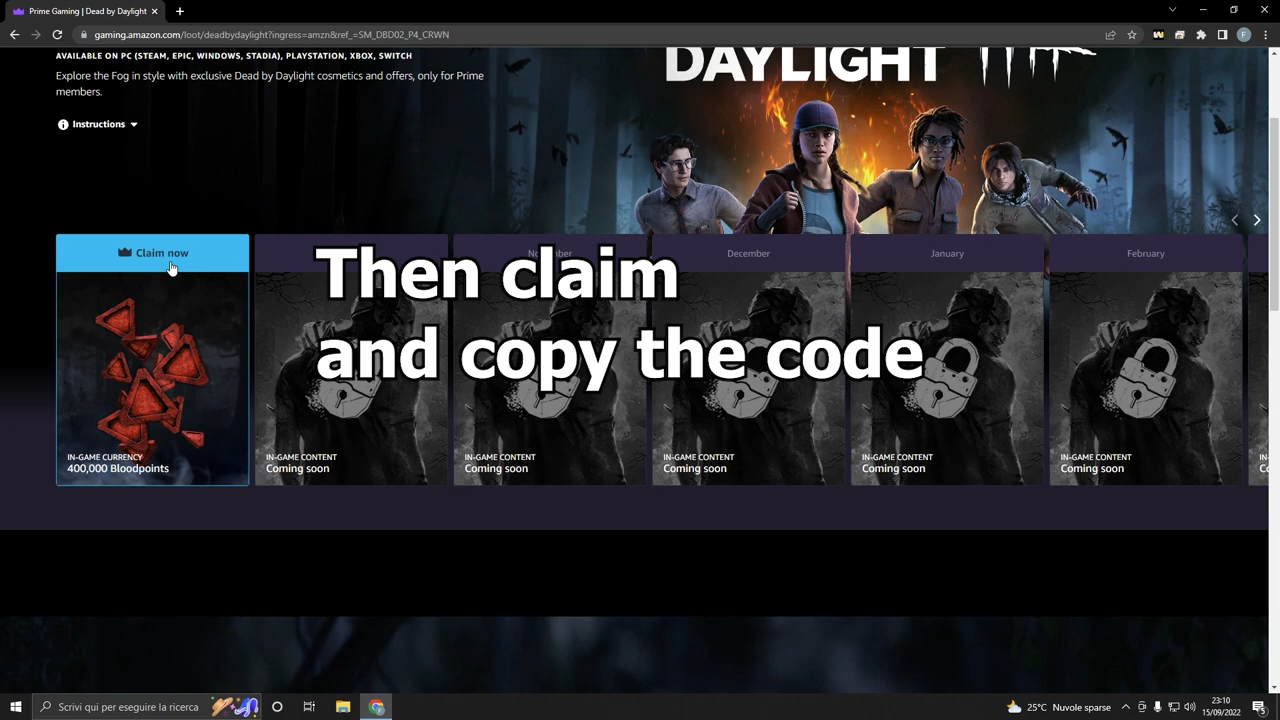 Prime Gaming | Dead by Daylight
gaming.amazon.com/loot/deadbydaylight?ingress=amzn&ref_=SM_DBD02_P4_CRWN
F
AVAILABLE ON PC (STEAM, EPIC, WINDOWS, STADIA), PLAYSTATION, XBOX, SWITCH
Explore the Fog in style with exclusive Dead by Daylight cosmetics and offers, only for Prime
members.
Instructions
DAYLIGHT
Claim now
December
January
February
Then claim
and copy the code
IN-GAME CURRENCY
400,000 Bloodpoints
IN-GAME CONTENT
Coming soon
IN-GAME CONTENT
Coming soon
IN-GAME CONTENT
Coming soon
IN-GAME CONTENT
Coming soon
IN-GAME CONTENT
Coming soon
Scrivi qui per eseguire la ricerca
25°C Nuvole sparse
23:10
15/09/2022